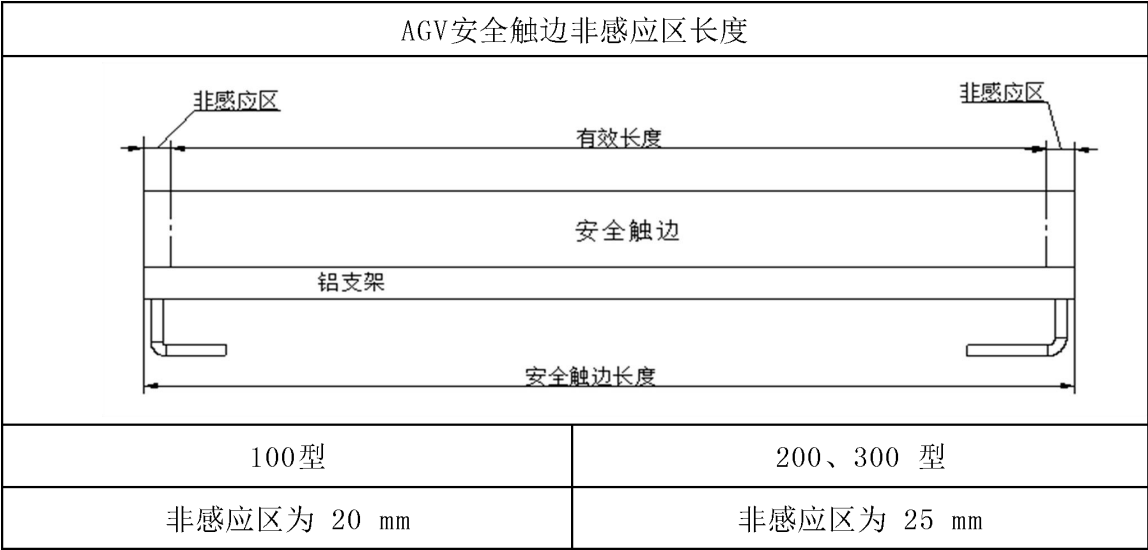 AGV安全触边非感应区长度
非感应区
非感应区
有效长度
安全触边
铝支架
安全触边长度
100型
200、300 型
非感应区为 20 mm
非感应区为 25 mm